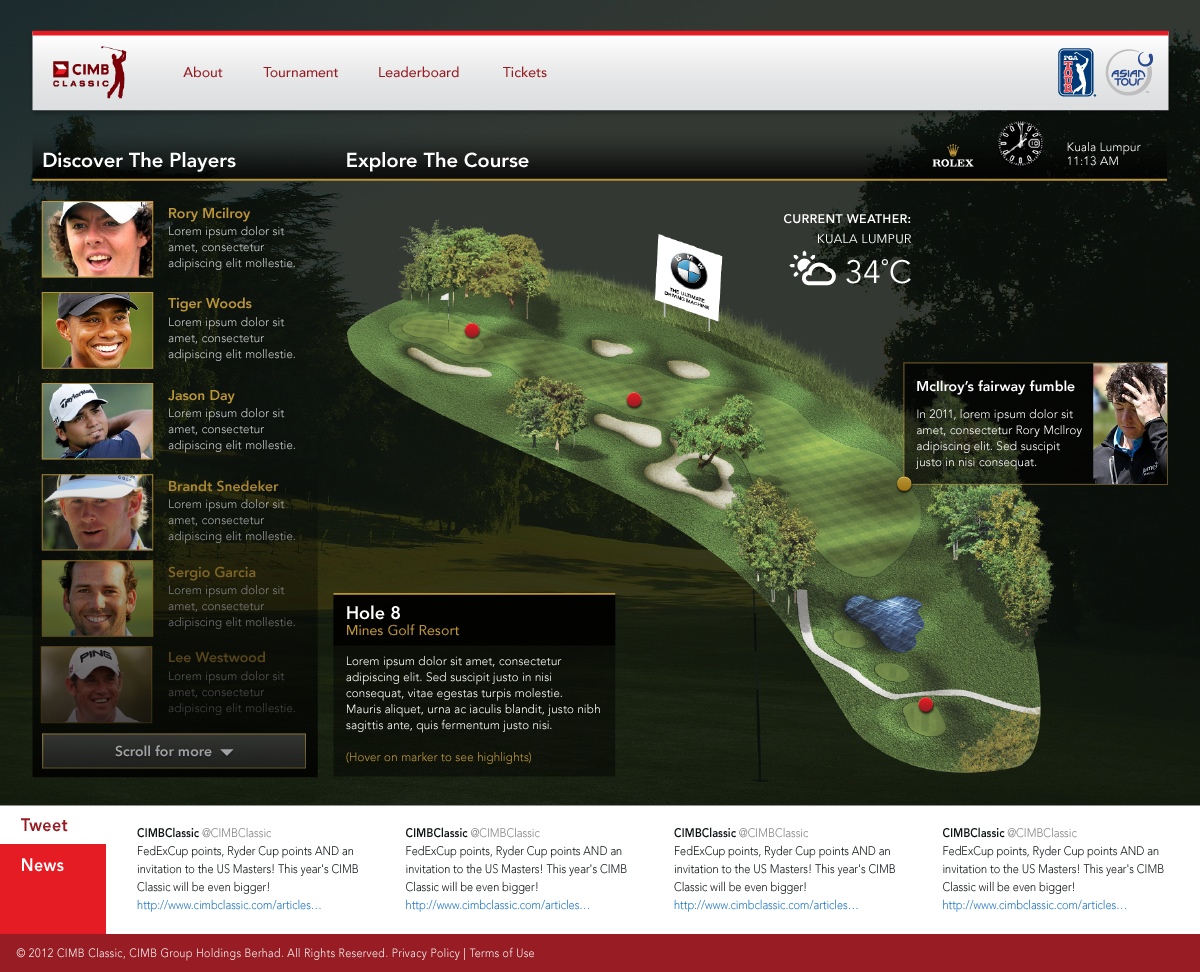 CIMB
CLASSIC
About
Tournament
Leaderboard
Tickets
PGA
TOUR
ASIAN
TOUR
Discover The Players
Explore The Course
ROLEX
Kuala Lumpur
11:13 AM
Rory Mcilroy
Lorem ipsum dolor sit
amet, consectetur
adipiscing elit mollestie.
Tiger Woods
Lorem ipsum dolor sit
amet, consectetur
adipiscing elit mollestie.
Jason Day
Lorem ipsum dolor sit
amet, consectetur
adipiscing elit mollestie.
Brandt Snedeker
Lorem ipsum dolor sit
amet, consectetur
adipiscing elit mollestie.
Sergio Garcia
Lorem ipsum dolor sit
amet, consectetur
adipiscing elit mollestie.
PING
Lee Westwood
Lorem ipsum dolor sit
amet, consectetur
adipiscing elit mollestie.
Scroll for more
BMW
THE ULTIMATE
DRIVING MACHINE
CURRENT WEATHER:
KUALA LUMPUR
34°C
McIlroy's fairway fumble
In 2011, lorem ipsum dolor sit
amet, consectetur Rory McIlroy
adipiscing elit. Sed suscipit
justo in nisi consequat.
Hole 8
Mines Golf Resort
Lorem ipsum dolor sit amet, consectetur
adipiscing elit. Sed suscipit justo in nisi
consequat, vitae egestas turpis molestie.
Mauris aliquet, urna ac iaculis blandit, justo nibh
sagittis ante, quis fermentum justo nisi.
(Hover on marker to see highlights)
Tweet
News
CIMBClassic @CIMBClassic
FedExCup points, Ryder Cup points AND an
invitation to the US Masters! This year's CIMB
Classic will be even bigger!
http://www.cimbclassic.com/articles…
CIMBClassic @CIMBClassic
FedExCup points, Ryder Cup points AND an
invitation to the US Masters! This year's CIMB
Classic will be even bigger!
http://www.cimbclassic.com/articles…
CIMBClassic @CIMBClassic
FedExCup points, Ryder Cup points AND an
invitation to the US Masters! This year's CIMB
Classic will be even bigger!
http://www.cimbclassic.com/articles…
CIMBClassic @CIMBClassic
FedExCup points, Ryder Cup points AND an
invitation to the US Masters! This year's CIMB
Classic will be even bigger!
http://www.cimbclassic.com/articles…
© 2012 CIMB Classic, CIMB Group Holdings Berhad. All Rights Reserved. Privacy Policy | Terms of Use